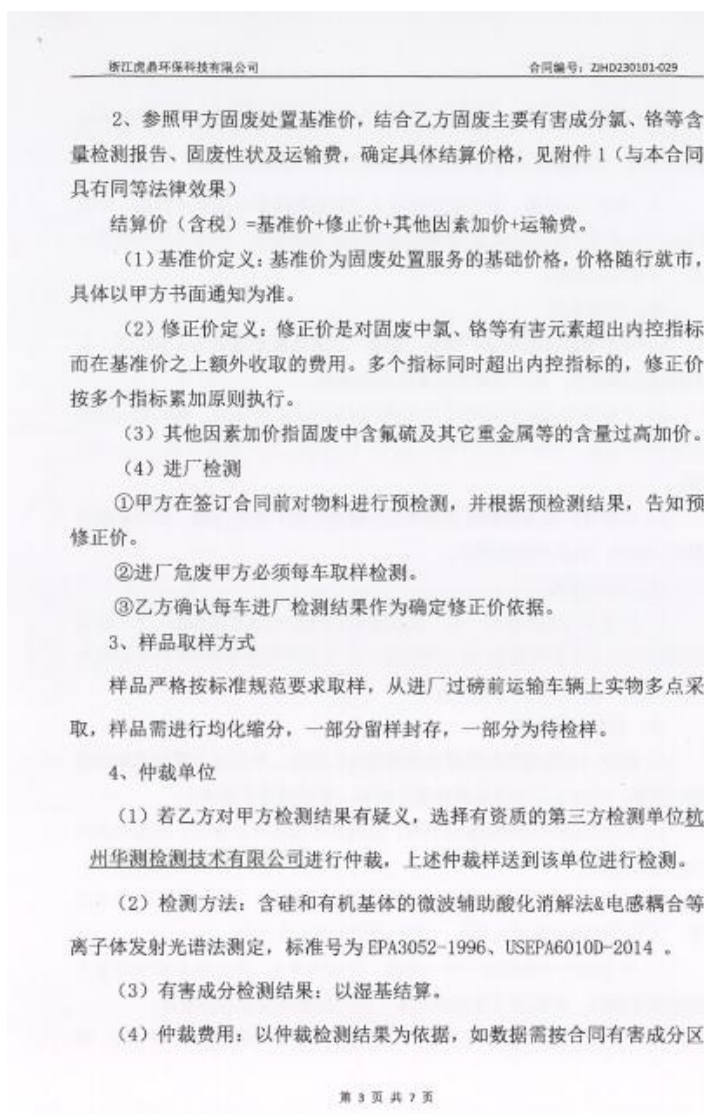 浙江虎鼎环保科技有限公司 合同编号：ZJHD230101-029
2、参照甲方固废处置基准价，结合乙方固废主要有害成分氯、铬等含
量检测报告、固废性状及运输费，确定具体结算价格，见附件 1（与本合同
具有同等法律效果）
结算价（含税）=基准价+修正价+其他因素加价+运输费。
（1）基准价定义：基准价为固废处置服务的基础价格，价格随行就市，
具体以甲方书面通知为准。
（2）修正价定义：修正价是对固废中氯、铬等有害元素超出内控指标
而在基准价之上额外收取的费用。多个指标同时超出内控指标的，修正价
按多个指标累加原则执行。
（3）其他因素加价指固废中含氟硫及其它重金属等的含量过高加价。
（4）进厂检测
①甲方在签订合同前对物料进行预检测，并根据预检测结果，告知预
修正价。
②进厂危废甲方必须每车取样检测。
③乙方确认每车进厂检测结果作为确定修正价依据。
3、样品取样方式
样品严格按标准规范要求取样，从进厂过磅前运输车辆上实物多点采
取，样品需进行均化缩分，一部分留样封存，一部分为待检样。
4、仲裁单位
（1）若乙方对甲方检测结果有疑义，选择有资质的第三方检测单位杭
州华测检测技术有限公司进行仲裁，上述仲裁样送到该单位进行检测。
（2）检测方法：含硅和有机基体的微波辅助酸化消解法&电感耦合等
离子体发射光谱法测定，标准号为 EPA3052-1996、USEPA6010D-2014 。
（3）有害成分检测结果：以湿基结算。
（4）仲裁费用：以仲裁检测结果为依据，如数据需按合同有害成分区
第 3 页 共 7 页